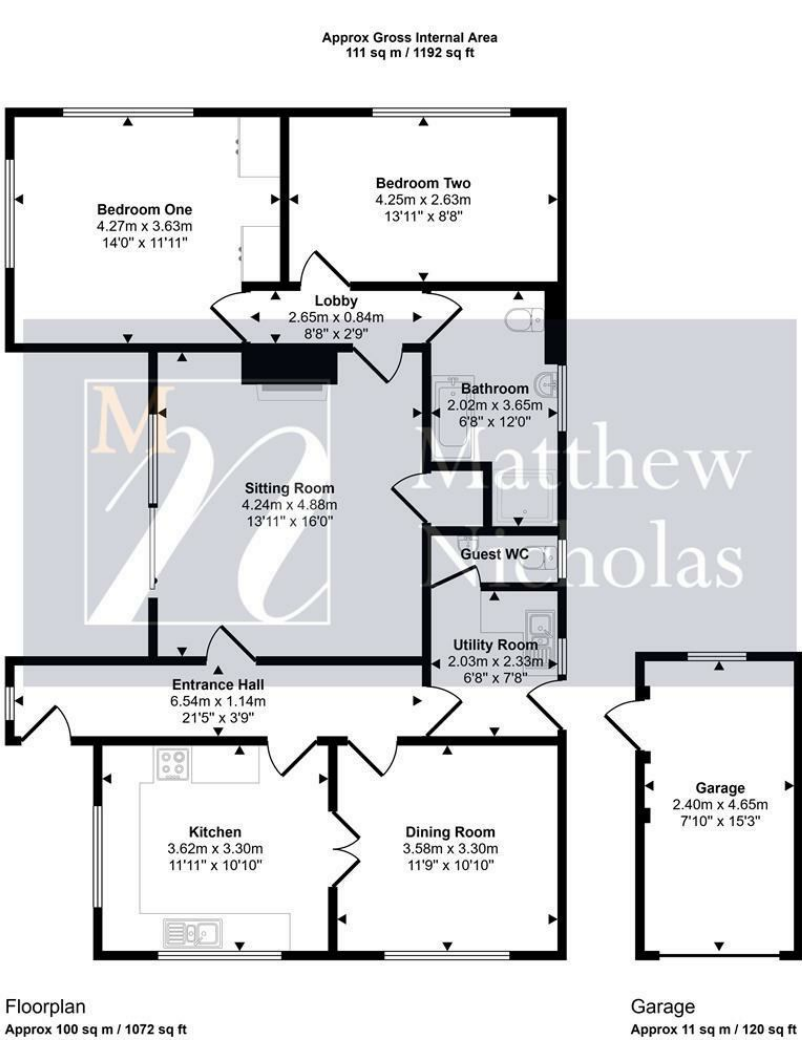 Approx Gross Internal Area
111 sq m / 1192 sq ft
Bedroom One
4.27m x 3.63m
14'0" x 11'11"
Bedroom Two
4.25m x 2.63m
13'11" x 8'8"
Lobby
2.65m x 0.84m
8'8" x 2'9"
Bathroom
2.02m x 3.65m
6'8" x 12'0"
M
n
Matthew
Nicholas
Sitting Room
4.24m x 4.88m
13'11" x 16'0"
Guest WC
Utility Room
2.03m x 2.33m
6'8" x 7'8"
Entrance Hall
6.54m x 1.14m
21'5" x 3'9"
Kitchen
3.62m x 3.30m
11'11" x 10'10"
Dining Room
3.58m x 3.30m
11'9" x 10'10"
Garage
2.40m x 4.65m
7'10" x 15'3"
Floorplan
Approx 100 sq m / 1072 sq ft
Garage
Approx 11 sq m / 120 sq ft